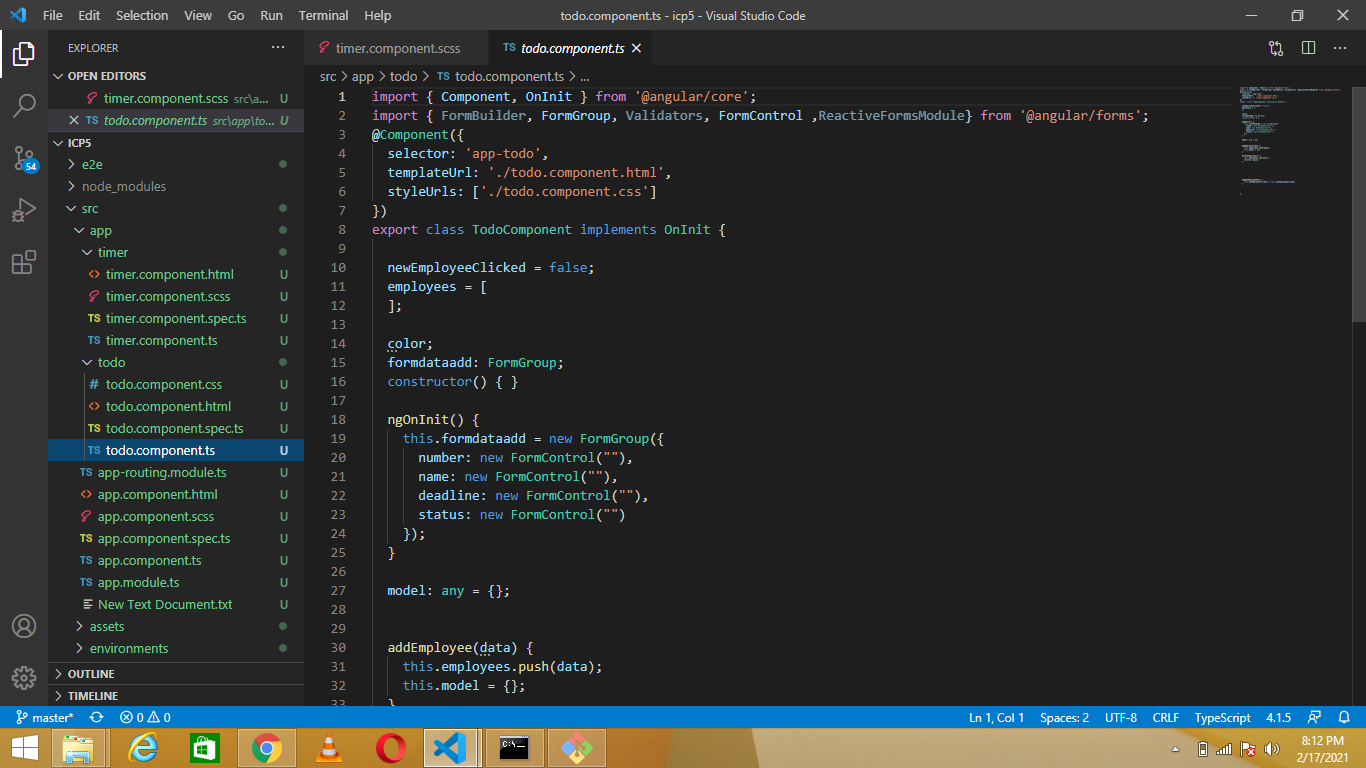 File Edit Selection View Go Run Terminal Help
todo.component.ts - icp5 - Visual Studio Code
EXPLORER
OPEN EDITORS
timer.component.scss src\a... U
TS todo.component.ts src\app\to... U
ICP5
e2e
node_modules
src
app
timer
timer.component.html U
timer.component.scss U
TS timer.component.spec.ts U
TS timer.component.ts U
todo
# todo.component.css U
todo.component.html U
TS todo.component.spec.ts U
TS todo.component.ts U
TS app-routing.module.ts U
app.component.html U
app.component.scss U
TS app.component.spec.ts U
TS app.component.ts U
TS app.module.ts U
New Text Document.txt U
assets
environments
OUTLINE
TIMELINE
54
timer.component.scss
TS todo.component.ts
src > app > todo > TS todo.component.ts > ...
1 import { Component, OnInit } from '@angular/core';
2 import { FormBuilder, FormGroup, Validators, FormControl ,ReactiveFormsModule} from '@angular/forms';
3 @Component({
4 selector: 'app-todo',
5 templateUrl: './todo.component.html',
6 styleUrls: ['./todo.component.css']
7 })
8 export class TodoComponent implements OnInit {
9
10 newEmployeeClicked = false;
11 employees = [
12 ];
13
14 color;
15 formdataadd: FormGroup;
16 constructor() { }
17
18 ngOnInit() {
19 this.formdataadd = new FormGroup({
20 number: new FormControl(""),
21 name: new FormControl(""),
22 deadline: new FormControl(""),
23 status: new FormControl("")
24 });
25 }
26
27 model: any = {};
28
29
30 addEmployee(data) {
31 this.employees.push(data);
32 this.model = {};
33 }
master* 0 0
Ln 1, Col 1 Spaces: 2 UTF-8 CRLF TypeScript 4.1.5
8:12 PM
2/17/2021